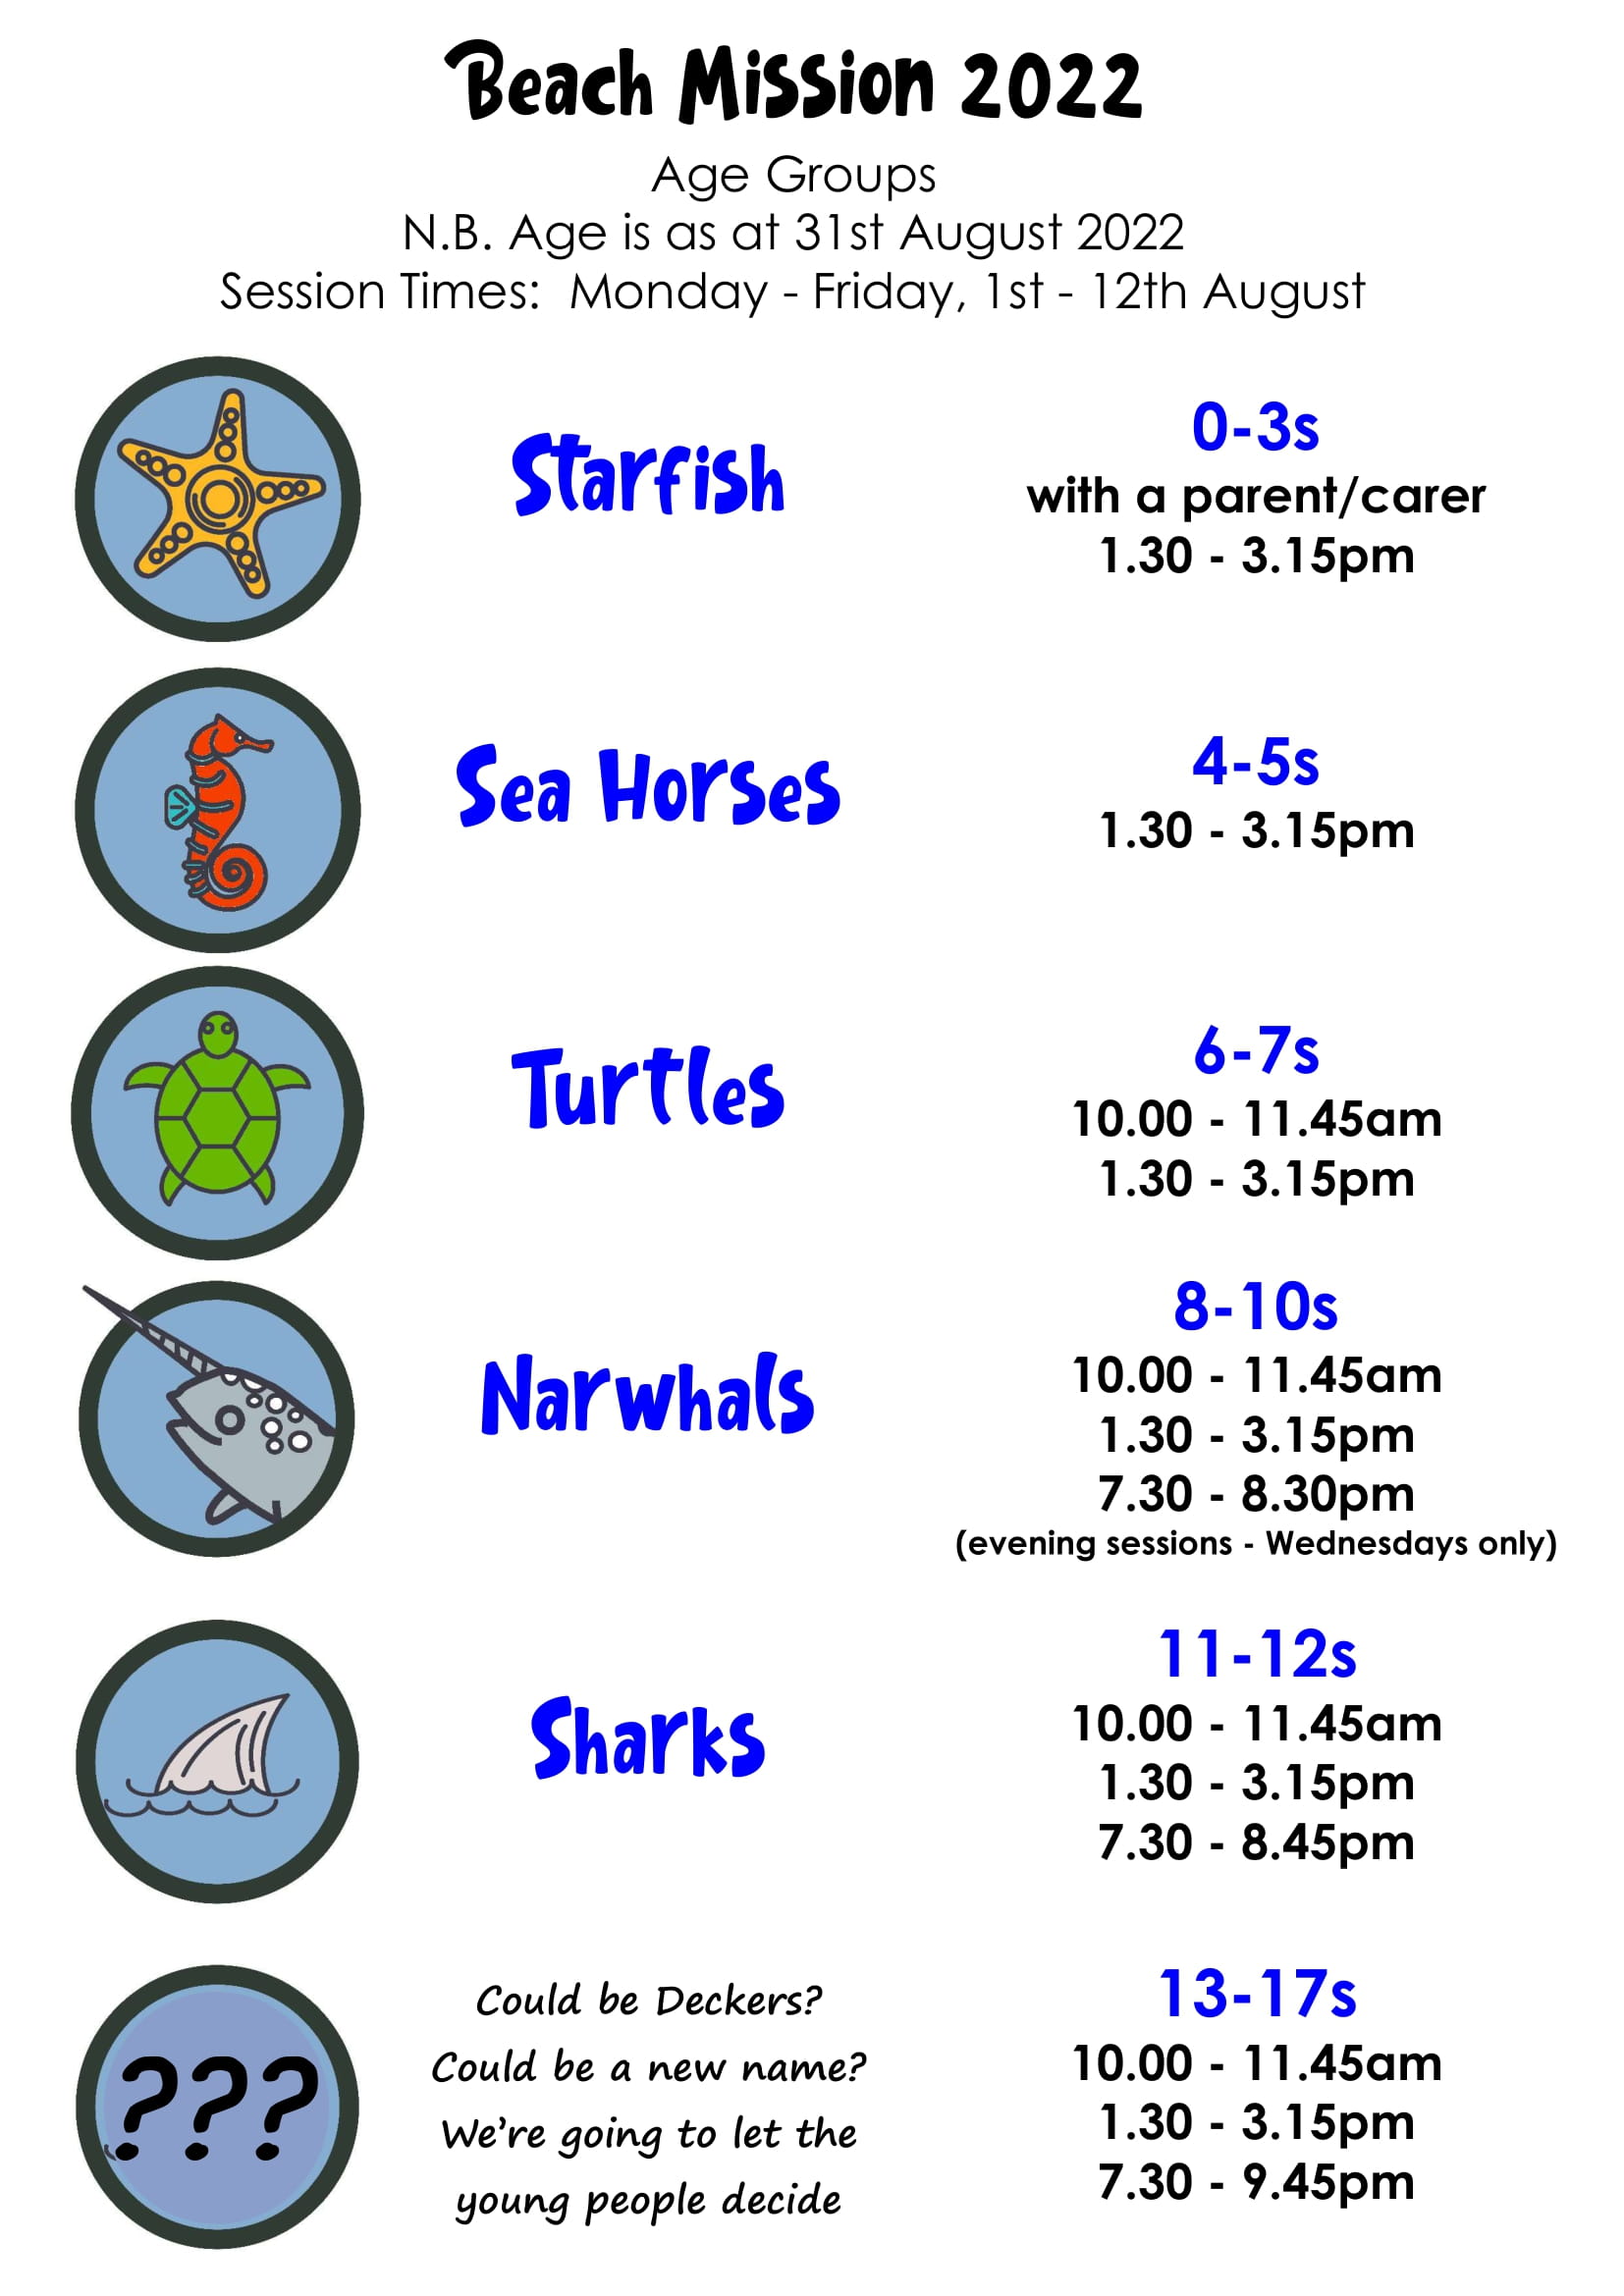 Beach Mission 2022
Age Groups
N.B. Age is as at 31st August 2022
Session Times:  Monday - Friday, 1st - 12th August
Starfish
0-3s
with a parent/carer
1.30 - 3.15pm
Sea Horses
4-5s
1.30 - 3.15pm
Turtles
6-7s
10.00 - 11.45am
1.30 - 3.15pm
Narwhals
8-10s
10.00 - 11.45am
1.30 - 3.15pm
7.30 - 8.30pm
(evening sessions - Wednesdays only)
Sharks
11-12s
10.00 - 11.45am
1.30 - 3.15pm
7.30 - 8.45pm
???
Could be Deckers?
Could be a new name?
We're going to let the
young people decide
13-17s
10.00 - 11.45am
1.30 - 3.15pm
7.30 - 9.45pm